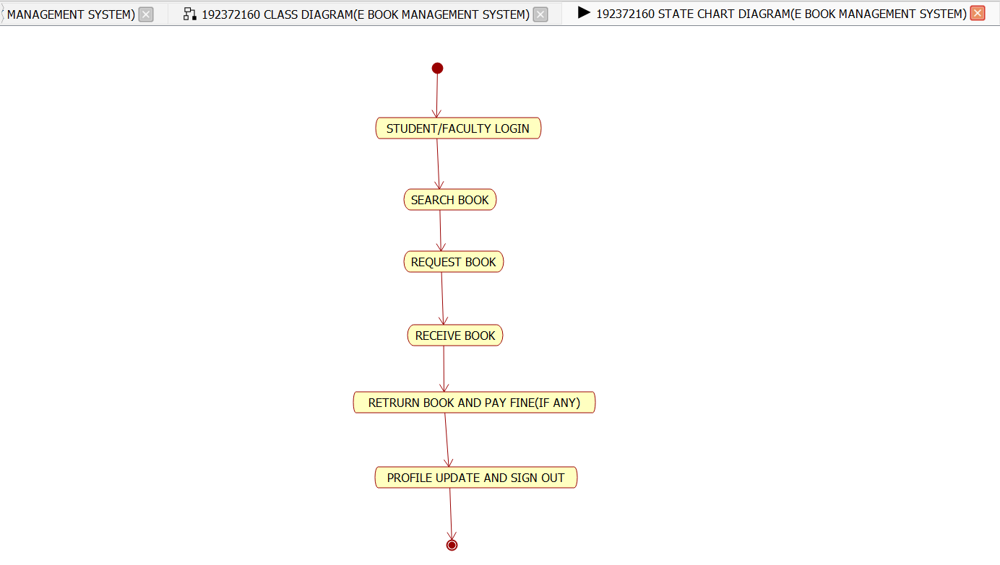 MANAGEMENT SYSTEM)
192372160 CLASS DIAGRAM(E BOOK MANAGEMENT SYSTEM)
192372160 STATE CHART DIAGRAM(E BOOK MANAGEMENT SYSTEM)
STUDENT/FACULTY LOGIN
SEARCH BOOK
REQUEST BOOK
RECEIVE BOOK
RETRURN BOOK AND PAY FINE(IF ANY)
PROFILE UPDATE AND SIGN OUT